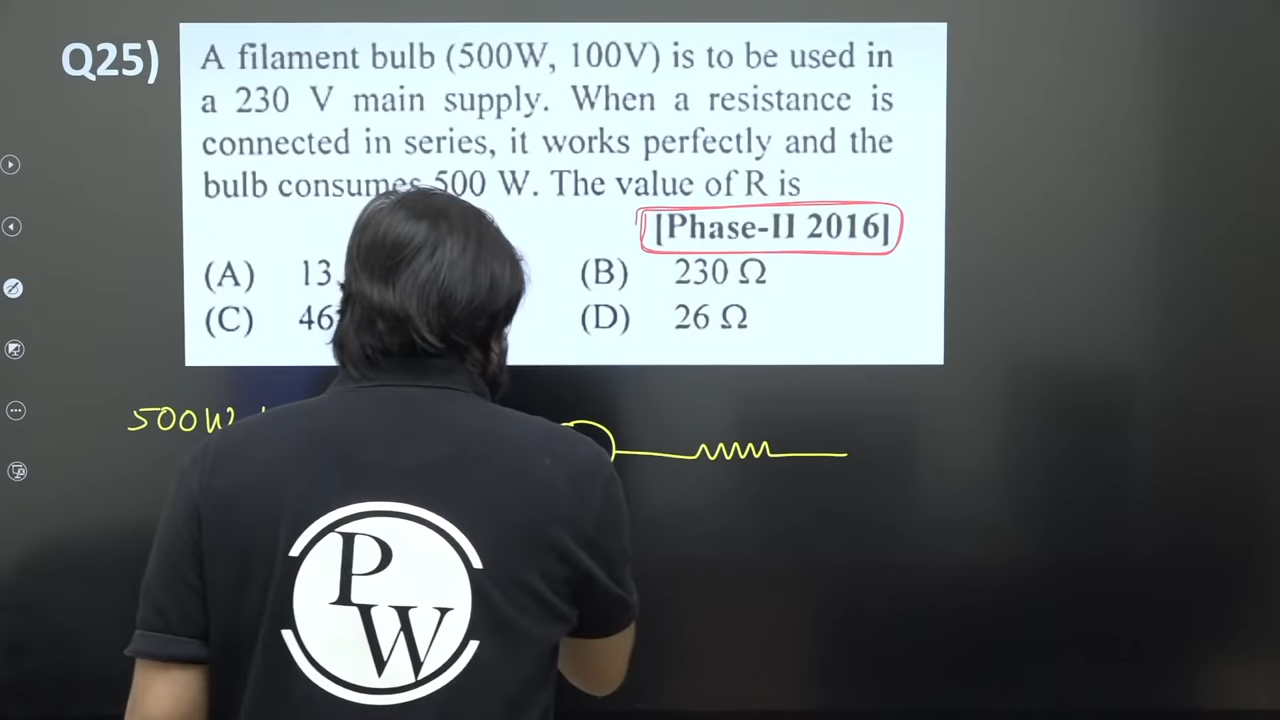 Q25)
A filament bulb (500W, 100V) is to be used in
a 230 V main supply. When a resistance is
connected in series, it works perfectly and the
bulb consumes 500 W. The value of R is
[Phase-II 2016]
(A) 13. (B) 230 Ω
(C) 46 (D) 26 Ω
500W
PW